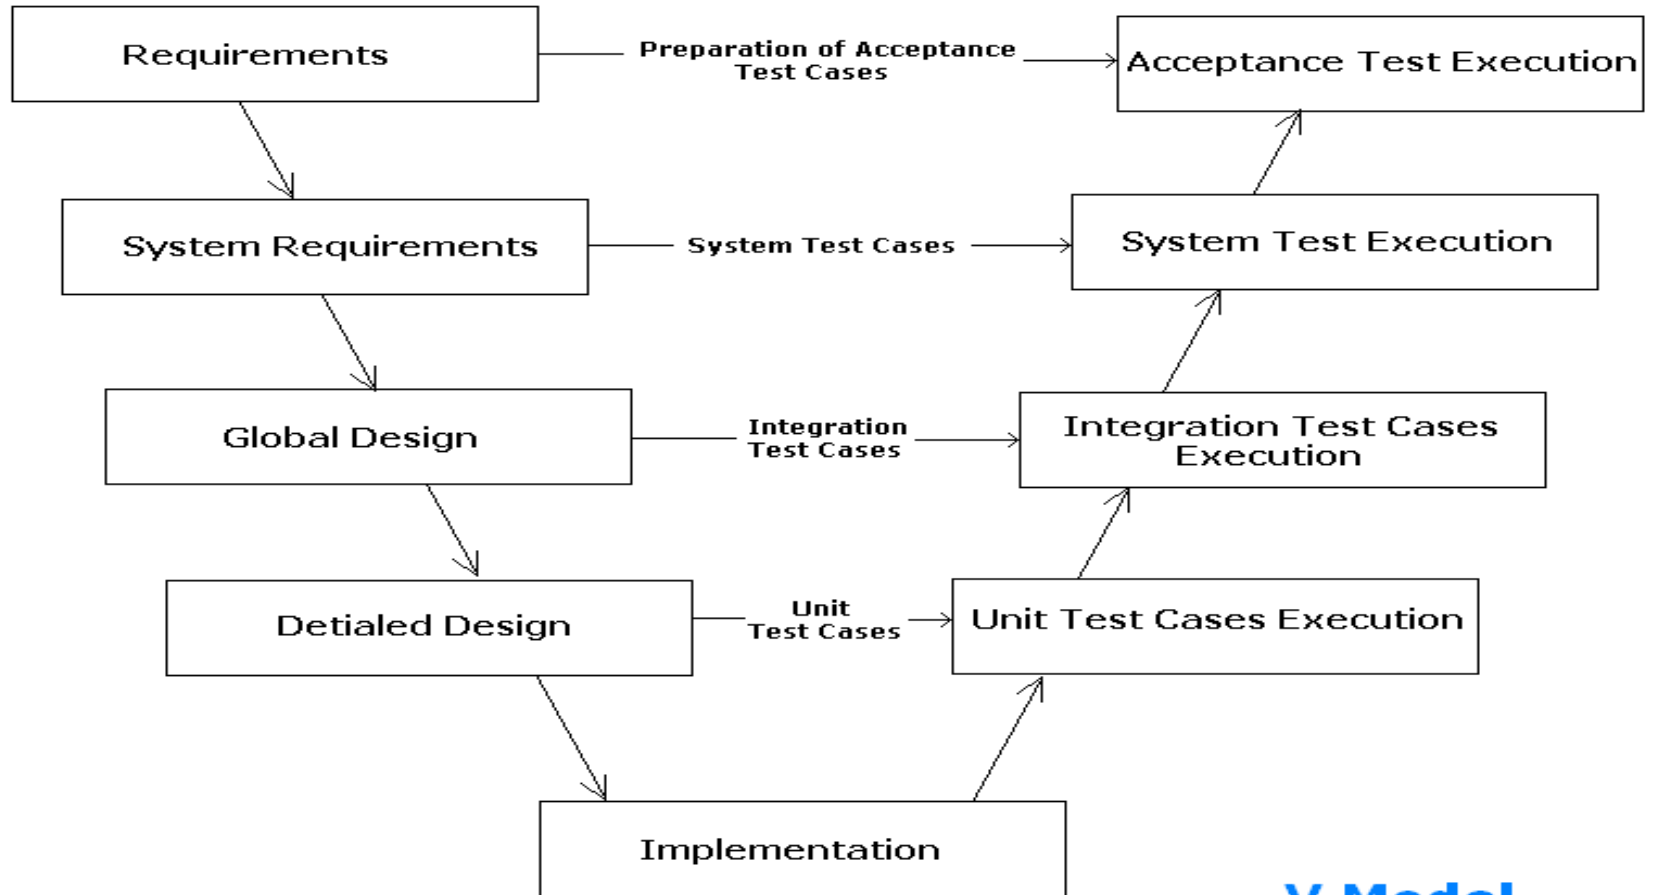 Requirements
Preparation of Acceptance
Test Cases
Acceptance Test Execution
System Requirements
System Test Cases
System Test Execution
Global Design
Integration
Test Cases
Integration Test Cases
Execution
Detialed Design
Unit
Test Cases
Unit Test Cases Execution
Implementation
V Model